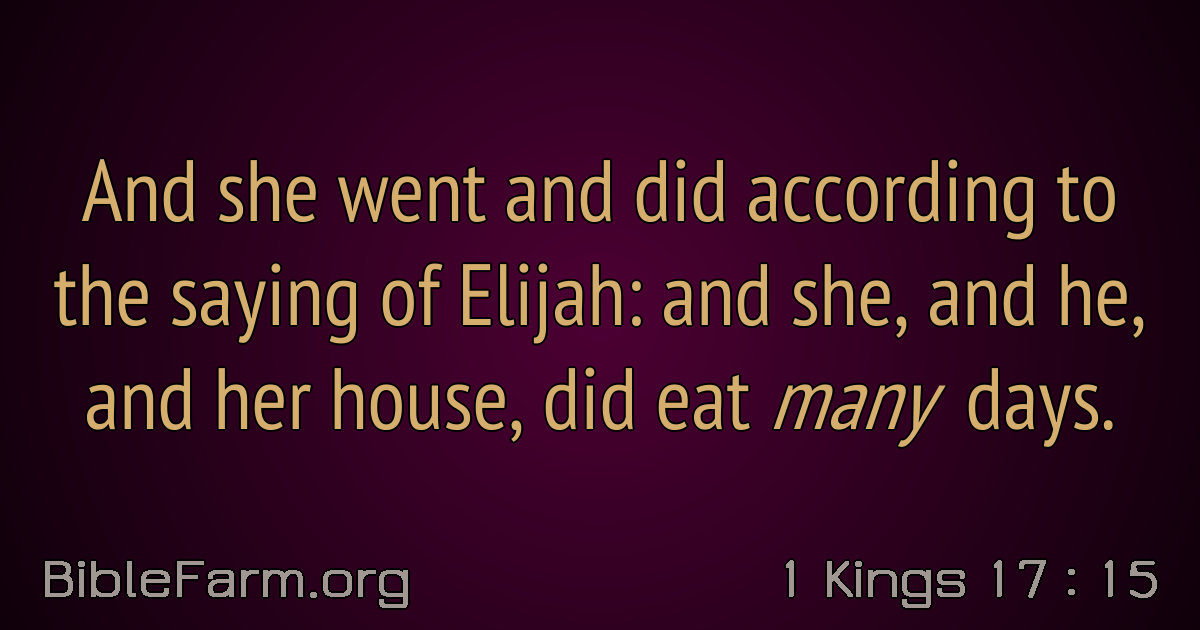 And she went and did according to
the saying of Elijah: and she, and he,
and her house, did eat many days.
BibleFarm.org
1 Kings 17 : 15